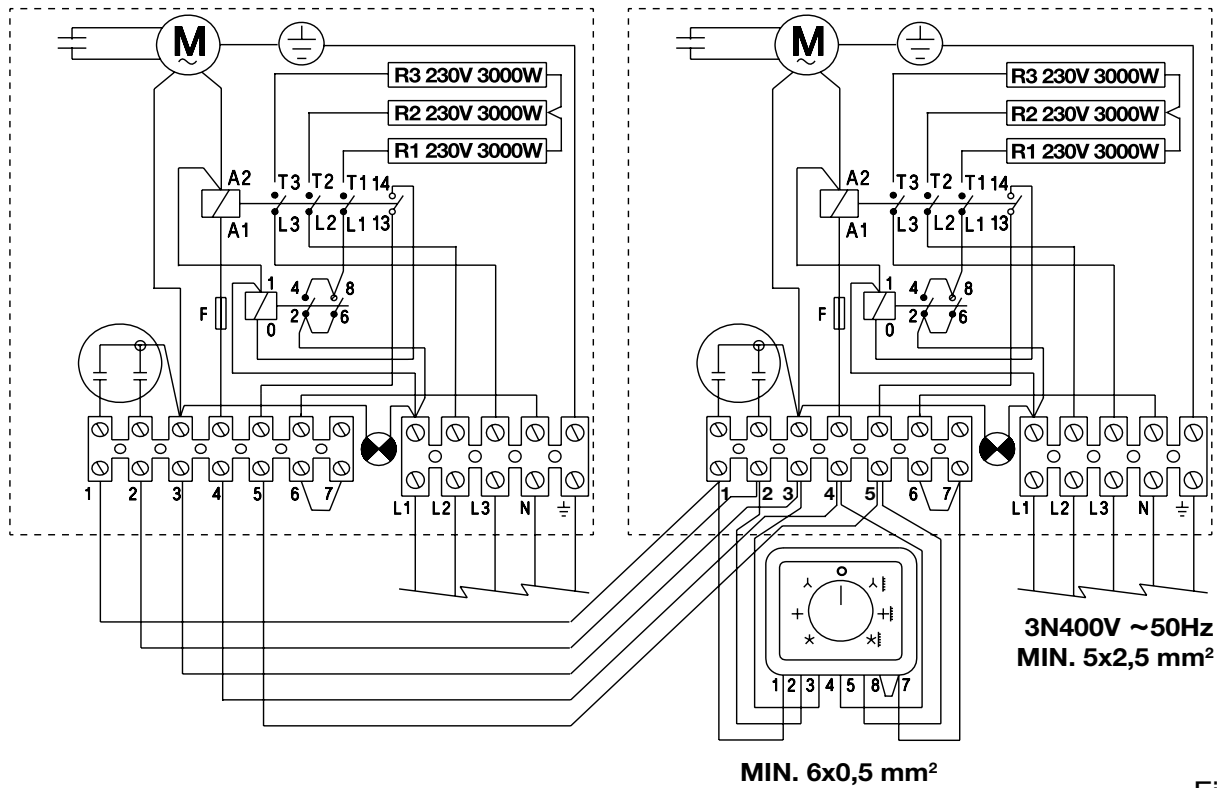 M M
~ ~
R3 230V 3000W R3 230V 3000W
R2 230V 3000W R2 230V 3000W
R1 230V 3000W R1 230V 3000W
A2 T3 T2 T1 14 A2 T3 T2 T1 14
A1 L3 L2 L1 13 A1 L3 L2 L1 13
1 4 8 1 4 8
F 0 2 6 F 0 2 6
1 2 3 4 5 6 7 L1 L2 L3 N 1 2 3 4 5 6 7 L1 L2 L3 N
3N400V ~50Hz
MIN. 5x2,5 mm²
1 2 3 4 5 8 7
MIN. 6x0,5 mm²